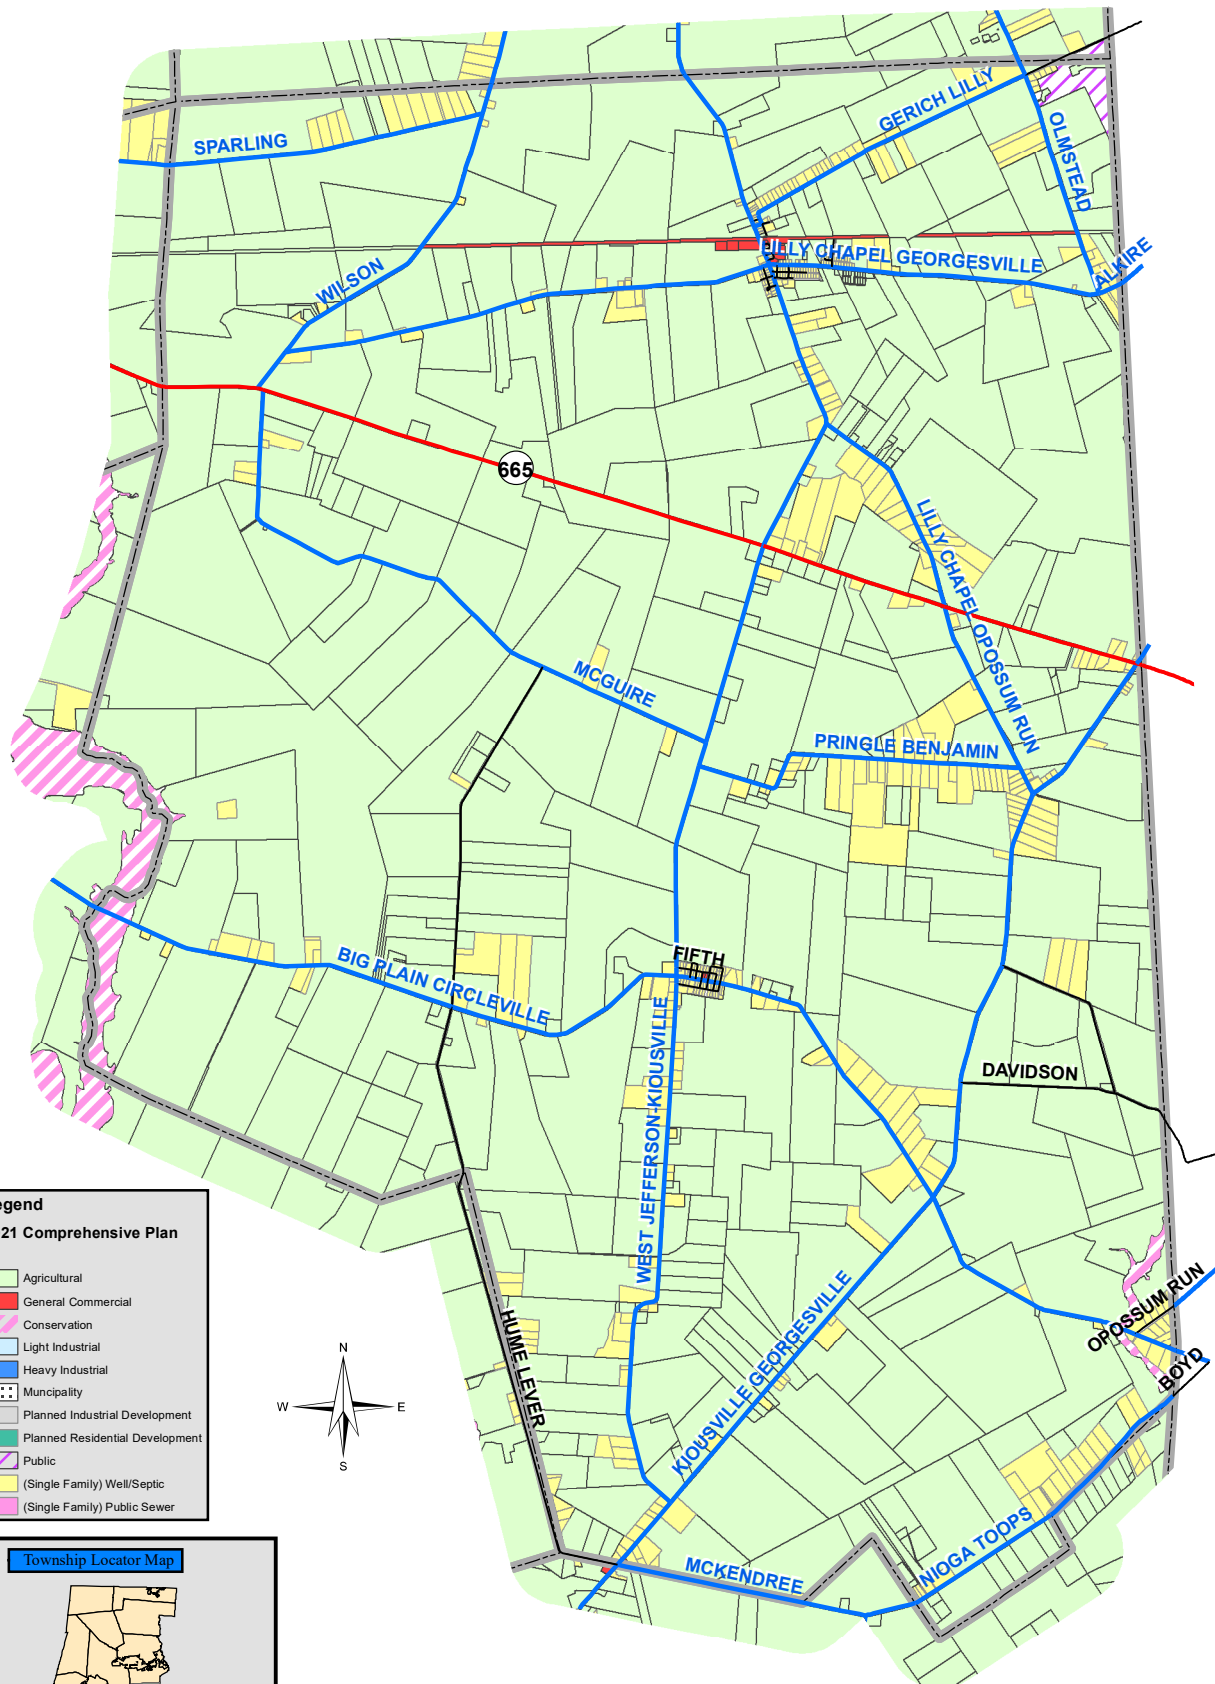 SPARLING
GERICH LILLY
OLMSTEAD
LILLY CHAPEL GEORGESVILLE
ALKIRE
WILSON
665
LILLY CHAPEL OPOSSUM RUN
MCGUIRE
PRINGLE BENJAMIN
FIFTH
BIG PLAIN CIRCLEVILLE
WEST JEFFERSON-KIOUSVILLE
DAVIDSON
OPOSSUM RUN
BOYD
HUME LEVER
KIOUSVILLE GEORGESVILLE
NIOGA TOOPS
MCKENDREE
N
W E
S
egend
21 Comprehensive Plan
Agricultural
General Commercial
Conservation
Light Industrial
Heavy Industrial
Muncipality
Planned Industrial Development
Planned Residential Development
Public
(Single Family) Well/Septic
(Single Family) Public Sewer
Township Locator Map